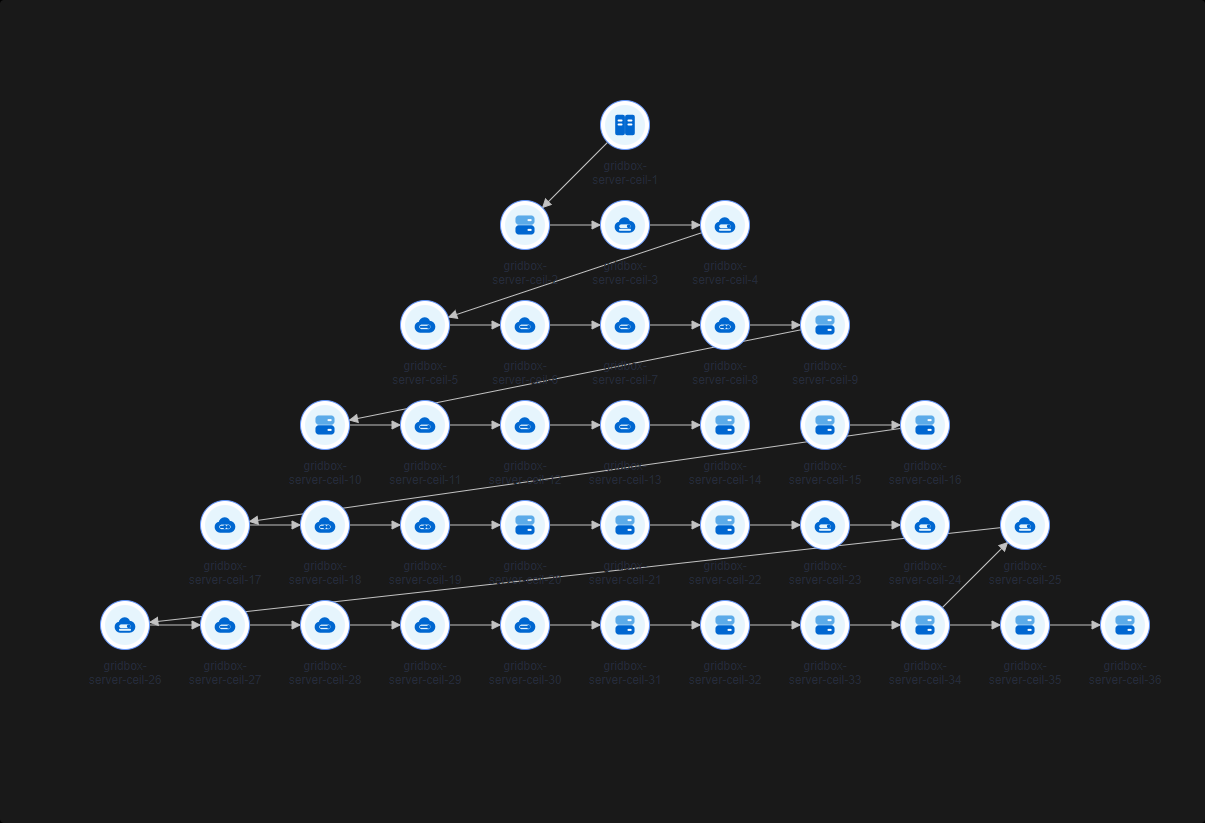 gridbox-
server-ceil-1
gridbox-
server-ceil-2
gridbox-
server-ceil-3
gridbox-
server-ceil-4
gridbox-
server-ceil-5
gridbox-
server-ceil-6
gridbox-
server-ceil-7
gridbox-
server-ceil-8
gridbox-
server-ceil-9
gridbox-
server-ceil-10
gridbox-
server-ceil-11
gridbox-
server-ceil-12
gridbox-
server-ceil-13
gridbox-
server-ceil-14
gridbox-
server-ceil-15
gridbox-
server-ceil-16
gridbox-
server-ceil-17
gridbox-
server-ceil-18
gridbox-
server-ceil-19
gridbox-
server-ceil-20
gridbox-
server-ceil-21
gridbox-
server-ceil-22
gridbox-
server-ceil-23
gridbox-
server-ceil-24
gridbox-
server-ceil-25
gridbox-
server-ceil-26
gridbox-
server-ceil-27
gridbox-
server-ceil-28
gridbox-
server-ceil-29
gridbox-
server-ceil-30
gridbox-
server-ceil-31
gridbox-
server-ceil-32
gridbox-
server-ceil-33
gridbox-
server-ceil-34
gridbox-
server-ceil-35
gridbox-
server-ceil-36